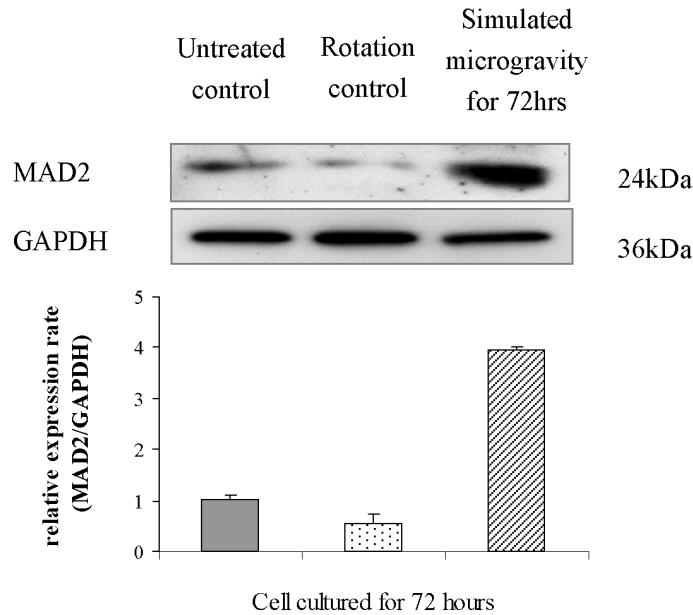 Untreated control
Rotation control
Simulated microgravity for 72hrs
MAD2
24kDa
GAPDH
36kDa
relative expression rate
(MAD2/GAPDH)
5
4
3
2
1
0
Cell cultured for 72 hours